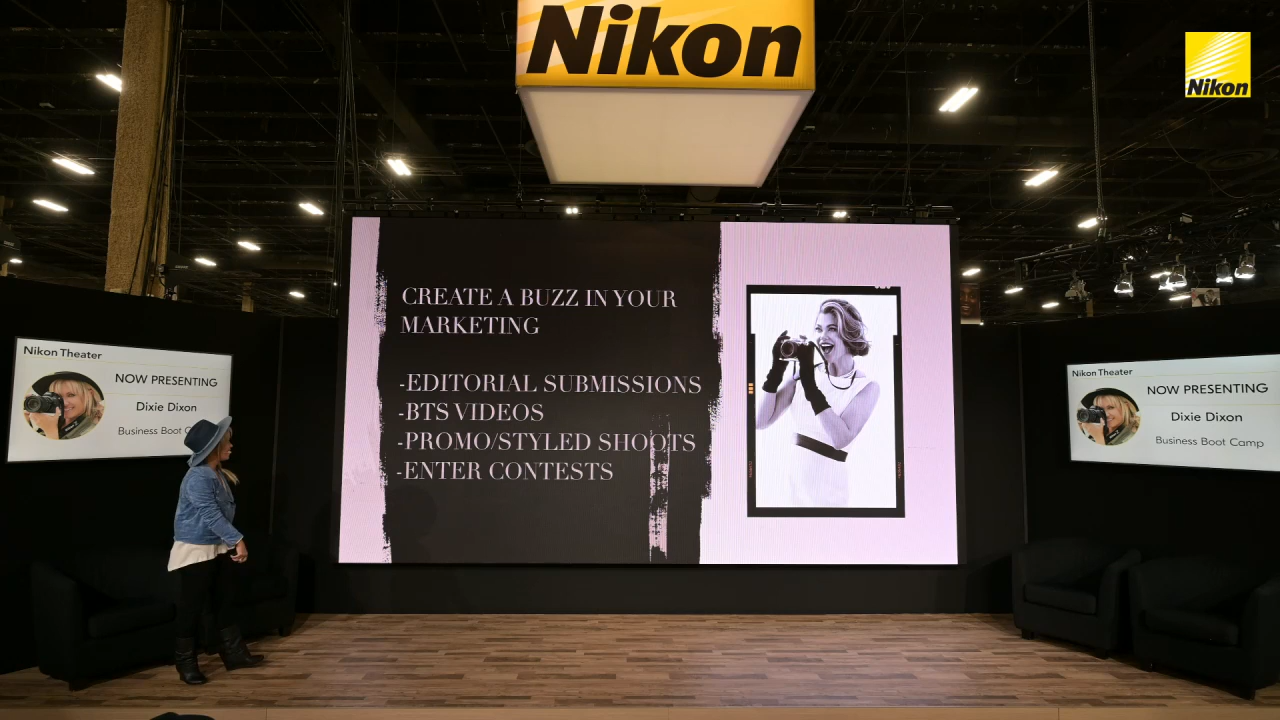 Nikon
Nikon
CREATE A BUZZ IN YOUR
MARKETING
-EDITORIAL SUBMISSIONS
-BTS VIDEOS
-PROMO/STYLED SHOOTS
-ENTER CONTESTS
Nikon Theater
NOW PRESENTING
Dixie Dixon
Business Boot
Nikon Theater
NOW PRESENTING
Dixie Dixon
Business Boot Camp